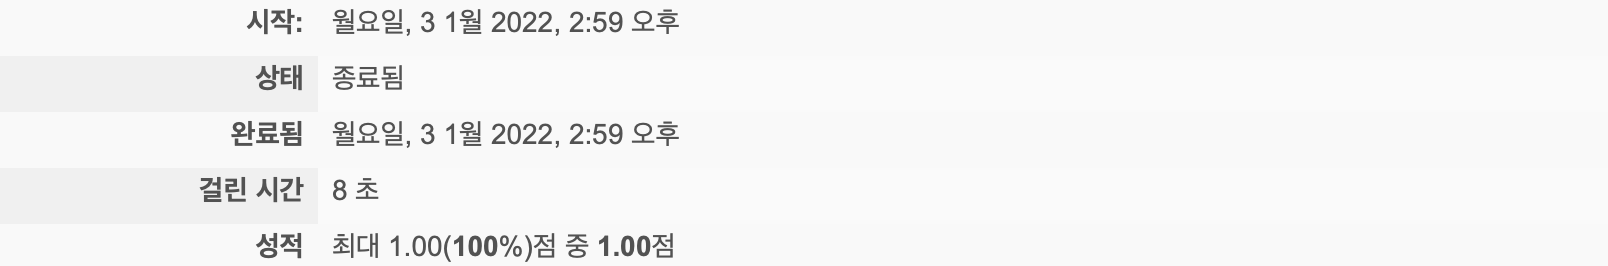 시작: 월요일, 3 1월 2022, 2:59 오후
상태 종료됨
완료됨 월요일, 3 1월 2022, 2:59 오후
걸린 시간 8 초
성적 최대 1.00(100%)점 중 1.00점